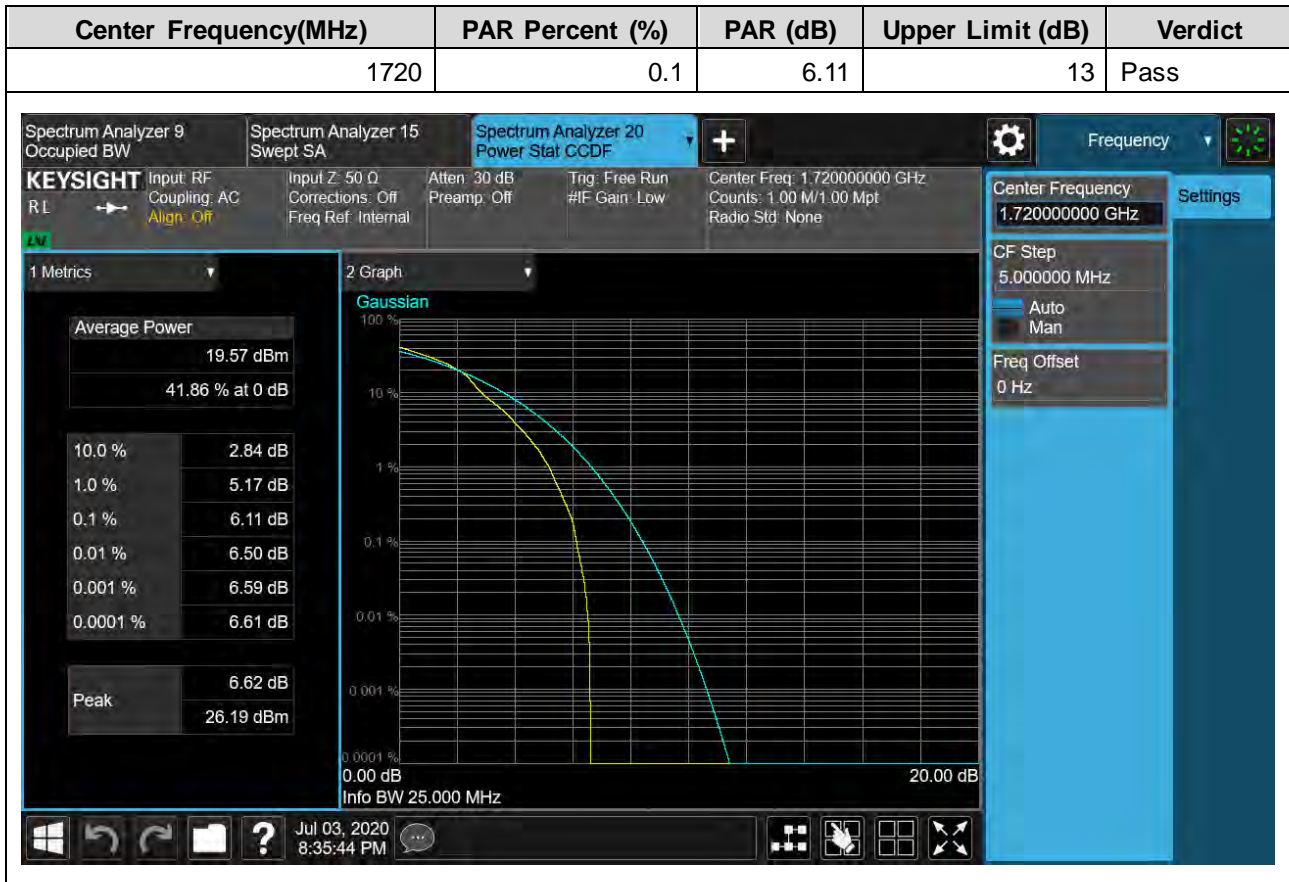 Center Frequency(MHz) PAR Percent (%) PAR (dB) Upper Limit (dB) Verdict
1720 0.1 6.11 13 Pass
Spectrum Analyzer 9 Spectrum Analyzer 15 Spectrum Analyzer 20 Frequency
Occupied BW Swept SA Power Stat CCDF
KEYSIGHT Input: RF Input Z: 50 Ω Atten: 30 dB Trig: Free Run Center Freq: 1.720000000 GHz
RL Coupling: AC Corrections: Off Preamp: Off #IF Gain: Low Counts: 1.00 M/1.00 Mpt
Align: Off Freq Ref: Internal Radio Std: None
Center Frequency Settings
1.720000000 GHz
CF Step
5.000000 MHz
Auto
Man
Freq Offset
0 Hz
1 Metrics
Average Power
19.57 dBm
41.86 % at 0 dB
10.0 % 2.84 dB
1.0 % 5.17 dB
0.1 % 6.11 dB
0.01 % 6.50 dB
0.001 % 6.59 dB
0.0001 % 6.61 dB
Peak 6.62 dB
26.19 dBm
2 Graph
Gaussian
100 %
10 %
1 %
0.1 %
0.01 %
0.001 %
0.0001 %
0.00 dB 20.00 dB
Info BW 25.000 MHz
? Jul 03, 2020
8:35:44 PM